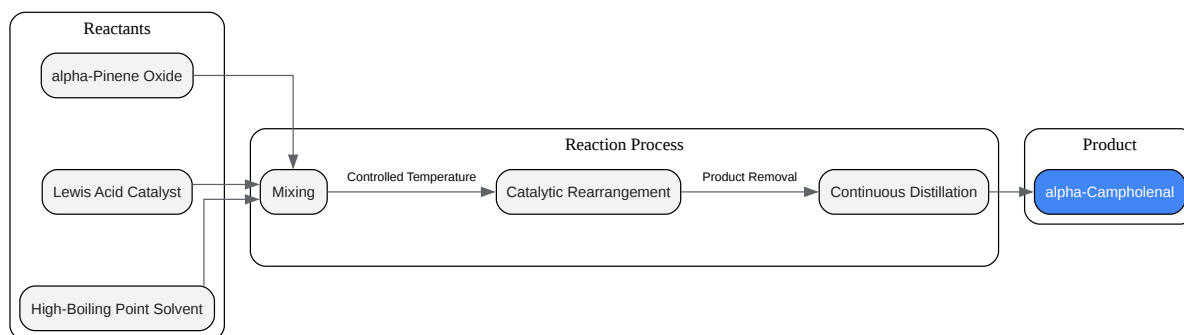 Reactants
alpha-Pinene Oxide
Lewis Acid Catalyst
High-Boiling Point Solvent
Reaction Process
Mixing
Controlled Temperature
Catalytic Rearrangement
Product Removal
Continuous Distillation
Product
alpha-Campholenal